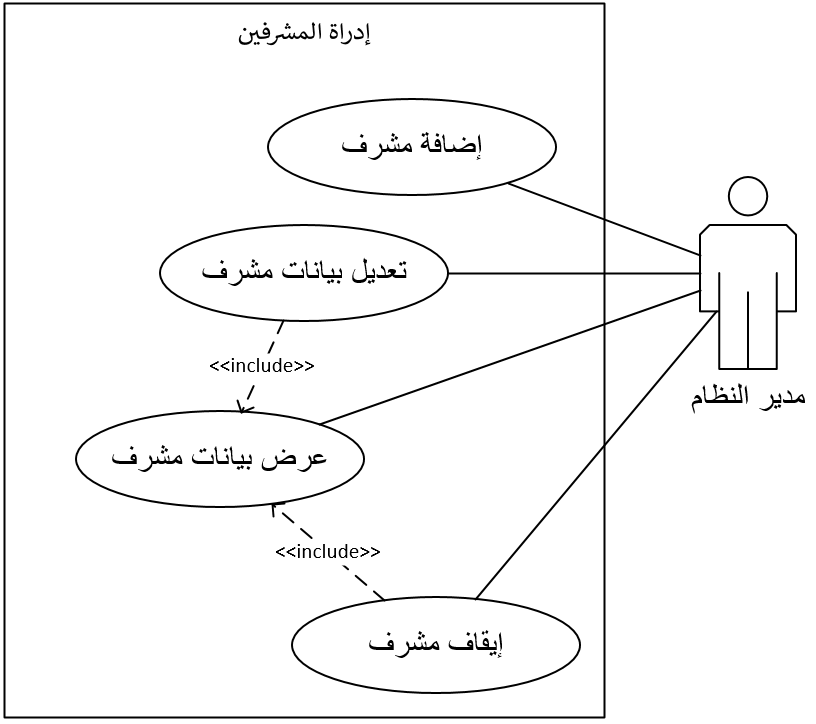 إدراة المشرفين
إضافة مشرف
تعديل بيانات مشرف
<<include>>
مدير النظام
عرض بيانات مشرف
<<include>>
إيقاف مشرف